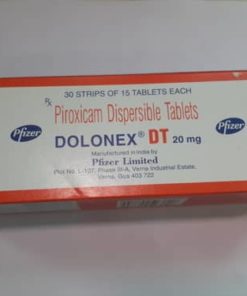 30 STRIPS OF 15 TABLETS EACH
Rx Piroxicam Dispersible Tablets
Pfizer
DOLONEX® DT 20 mg
Pfizer
Manufactured in India by
Pfizer Limited
Plot No. L-137, Phase III-A, Verna Industrial Estate,
Verna, Goa 403 722